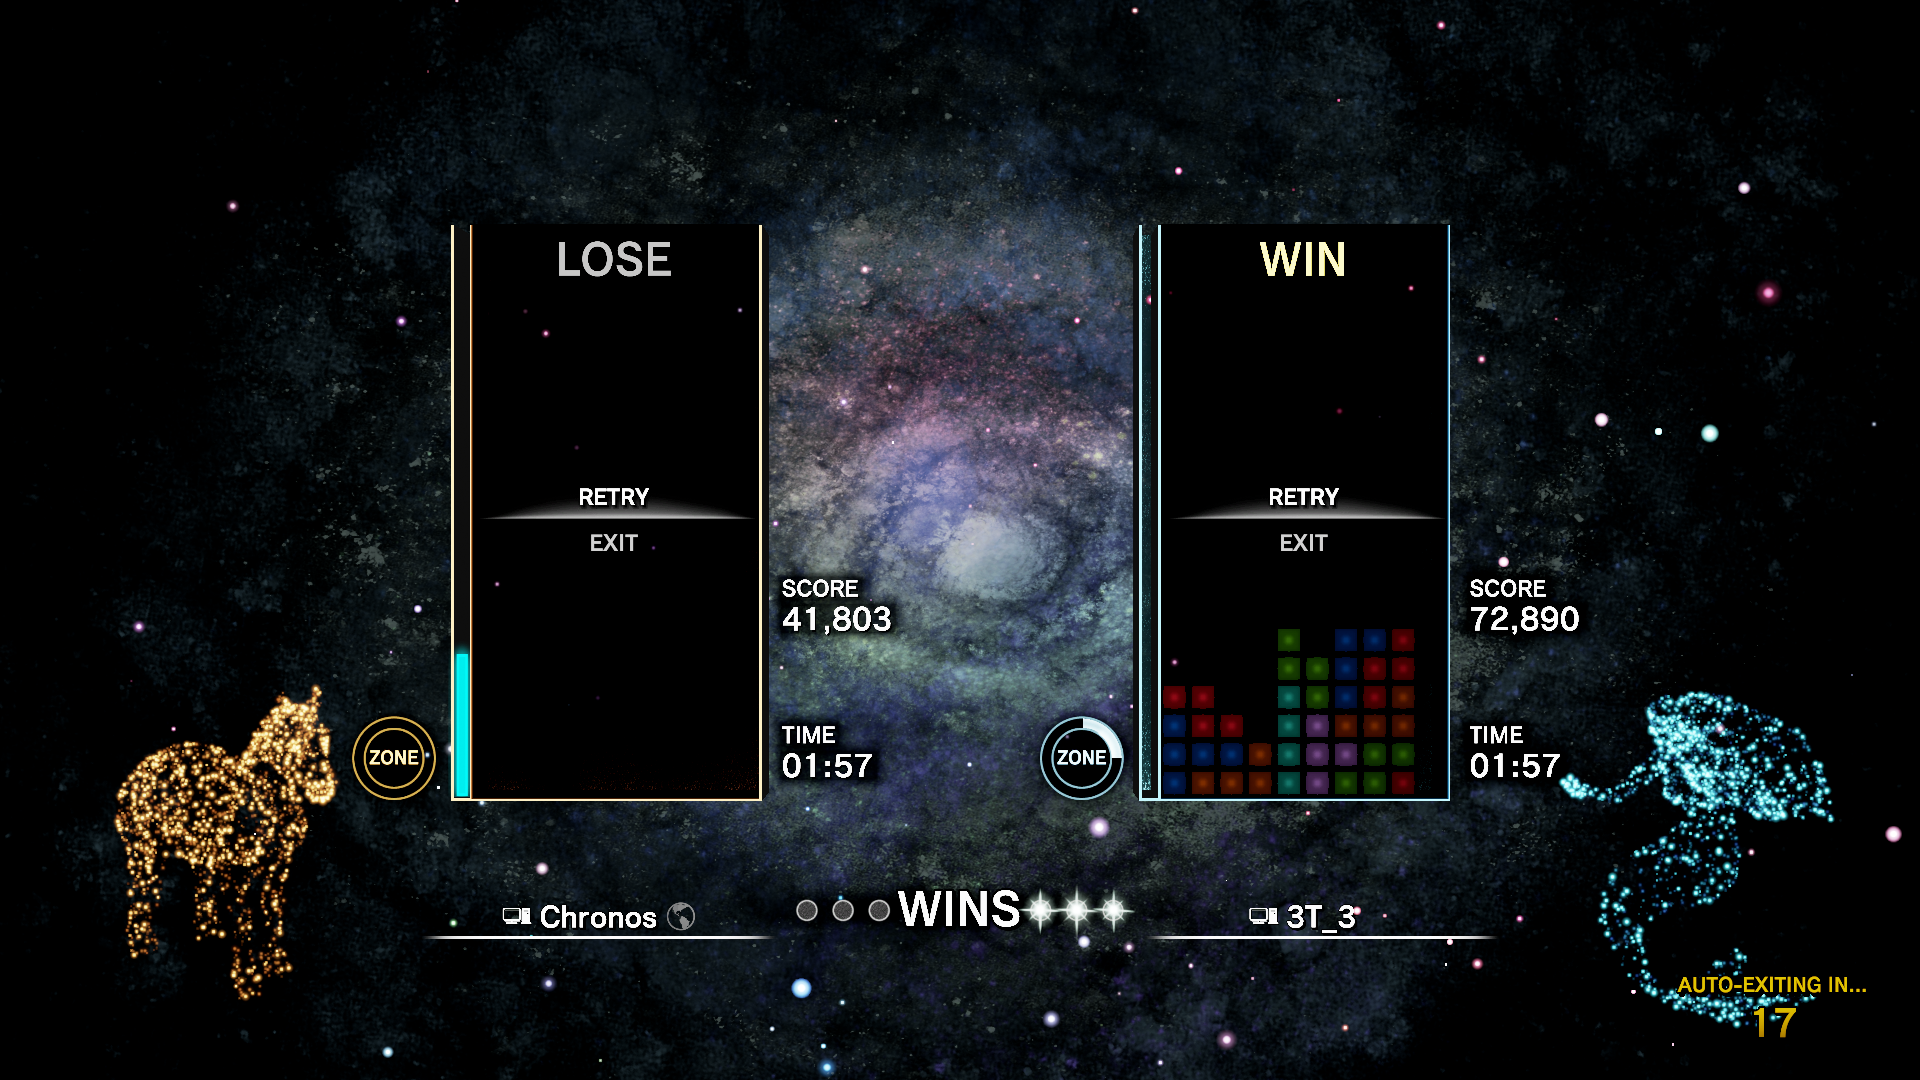 LOSE
RETRY
EXIT
SCORE
41,803
TIME
01:57
ZONE
WIN
RETRY
EXIT
SCORE
72,890
TIME
01:57
ZONE
Chronos
WINS
3T_3
AUTO-EXITING IN...
17